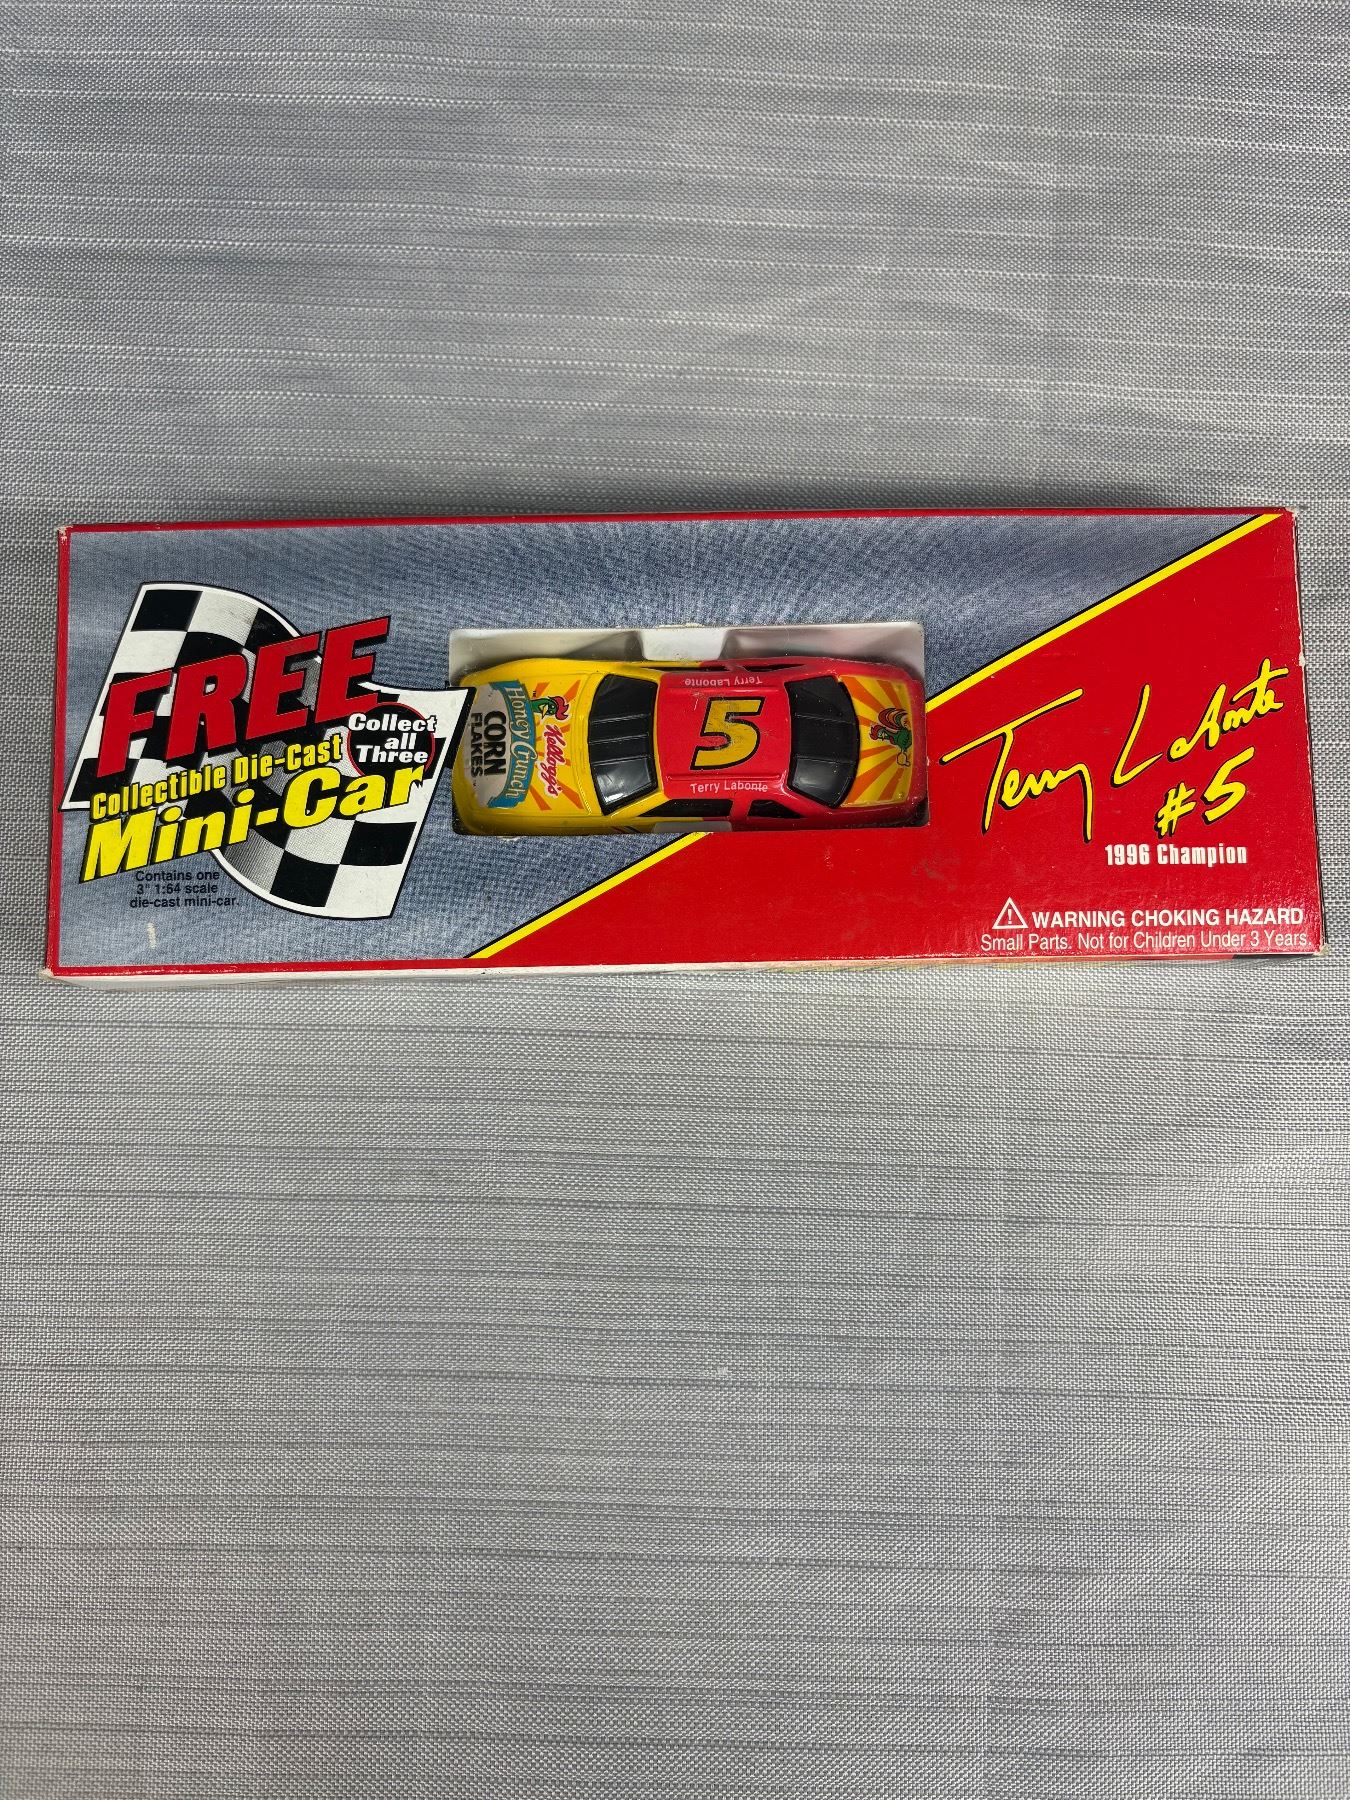 FREE
Collect
all
Three
Collectible Die-Cast
Mini-Car
Contains one
3" 1:64 scale
die-cast mini-car.
Honey Crunch
CORN
FLAKES
Kellogg's
Terry Labonte
5
Terry Labonte
Terry Labonte
#5
1996 Champion
WARNING CHOKING HAZARD
Small Parts. Not for Children Under 3 Years.